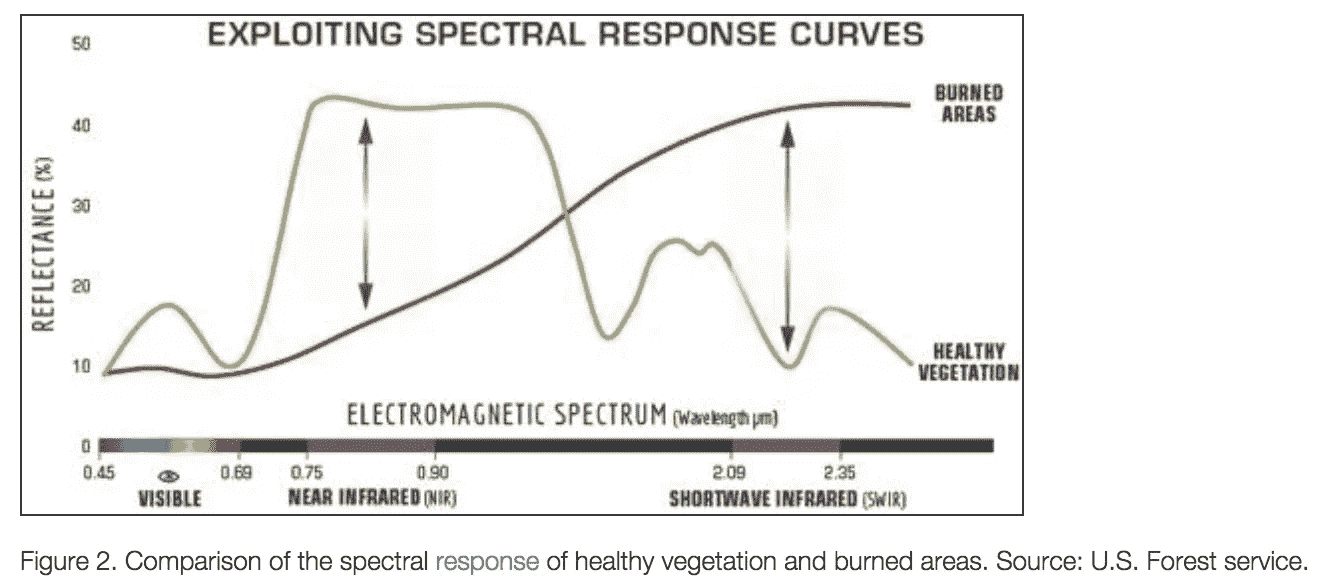 EXPLOITING SPECTRAL RESPONSE CURVES
50
40
30
20
10
0
REFLECTANCE (%)
BURNED
AREAS
HEALTHY
VEGETATION
ELECTROMAGNETIC SPECTRUM (Wavelength μm)
0.45 0.69 0.75 0.90 2.09 2.35
VISIBLE NEAR INFRARED (NIR) SHORTWAVE INFRARED (SWIR)
Figure 2. Comparison of the spectral response of healthy vegetation and burned areas. Source: U.S. Forest service.